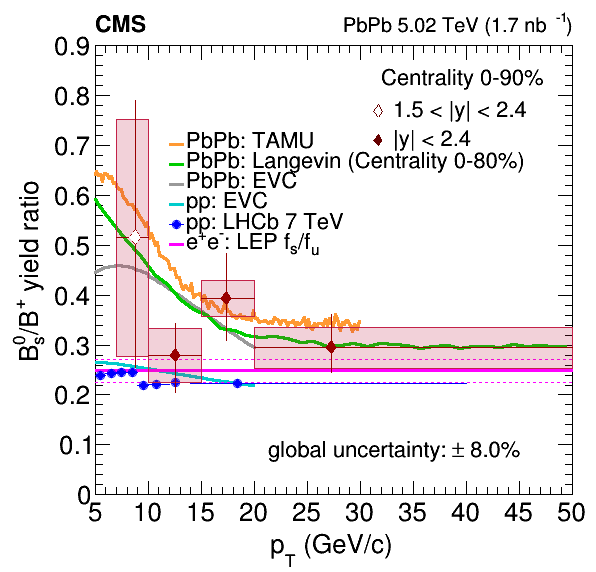 CMS PbPb 5.02 TeV (1.7 nb⁻¹)
Centrality 0-90%
1.5 < |y| < 2.4
|y| < 2.4
PbPb: TAMU
PbPb: Langevin (Centrality 0-80%)
PbPb: EVC
pp: EVC
pp: LHCb 7 TeV
e⁺e⁻: LEP fₛ/fᵤ
global uncertainty: ± 8.0%
B⁰ₛ/B⁺ yield ratio
0.9
0.8
0.7
0.6
0.5
0.4
0.3
0.2
0.1
0
5 10 15 20 25 30 35 40 45 50
p_T (GeV/c)